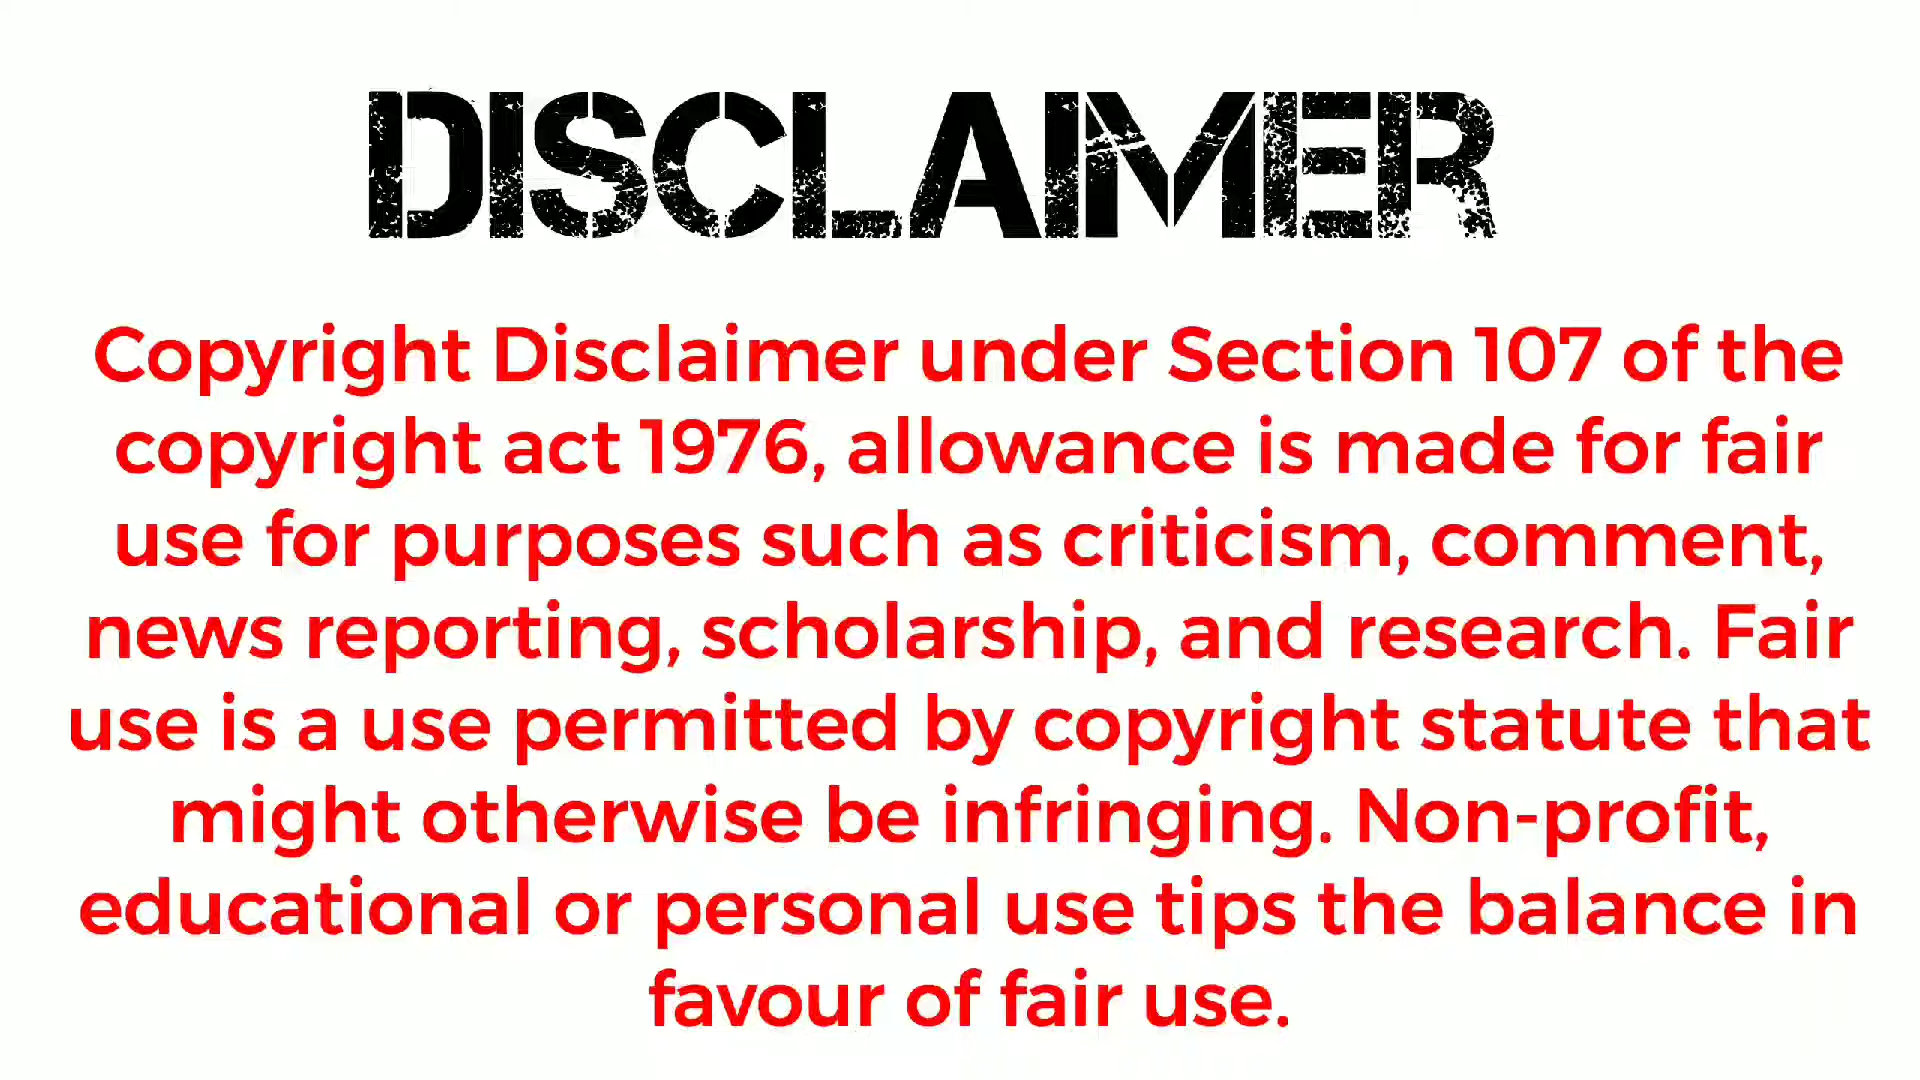 DISCLAIMER
Copyright Disclaimer under Section 107 of the
copyright act 1976, allowance is made for fair
use for purposes such as criticism, comment,
news reporting, scholarship, and research. Fair
use is a use permitted by copyright statute that
might otherwise be infringing. Non-profit,
educational or personal use tips the balance in
favour of fair use.